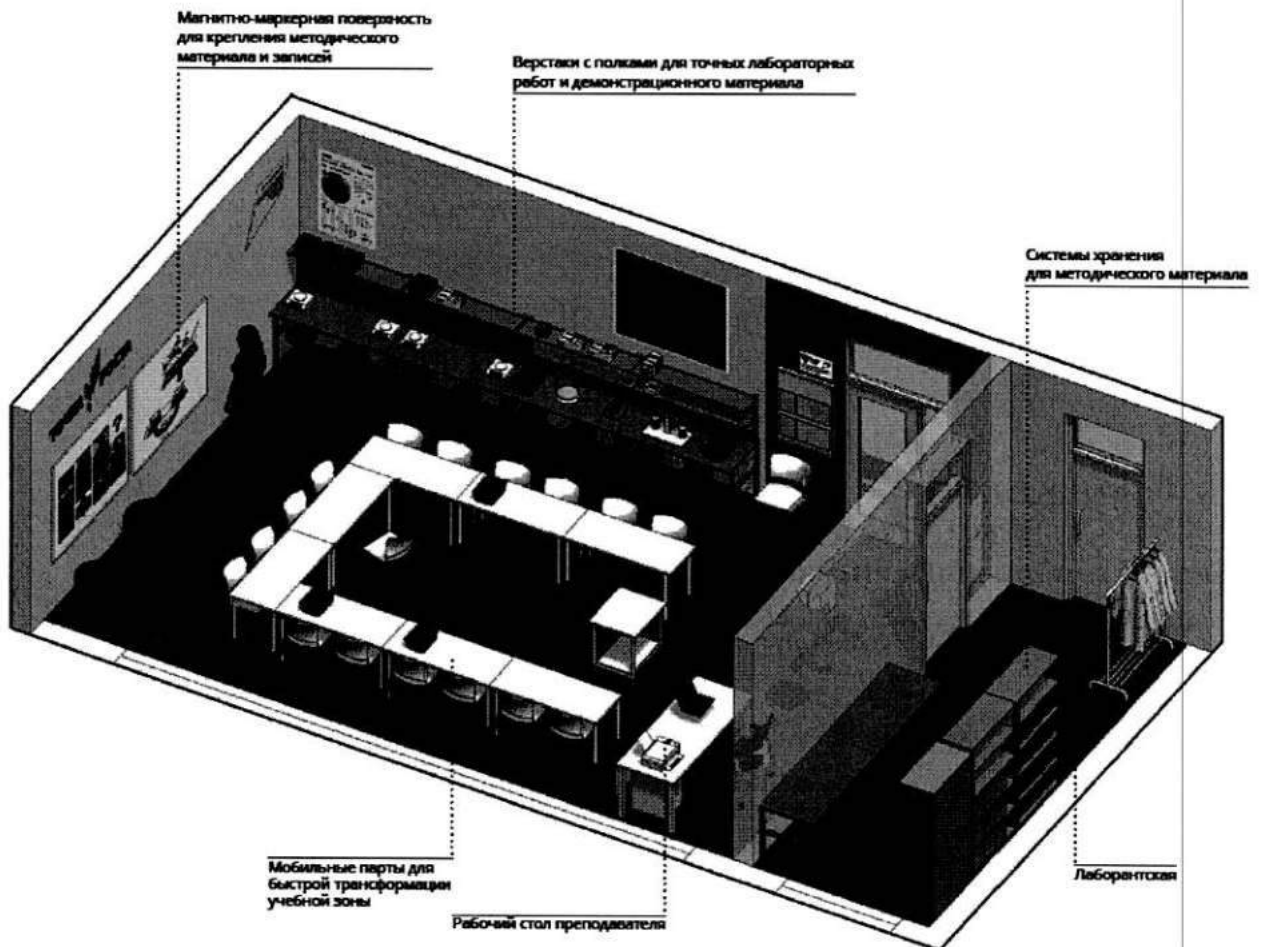 Магнитно-маркерная поверхность
для крепления методического
материала и записей
Верстаки с полками для точных лабораторных
работ и демонстрационного материала
Системы хранения
для методического материала
Мобильные парты для
быстрой трансформации
учебной зоны
Рабочий стол преподавателя
Лаборантская